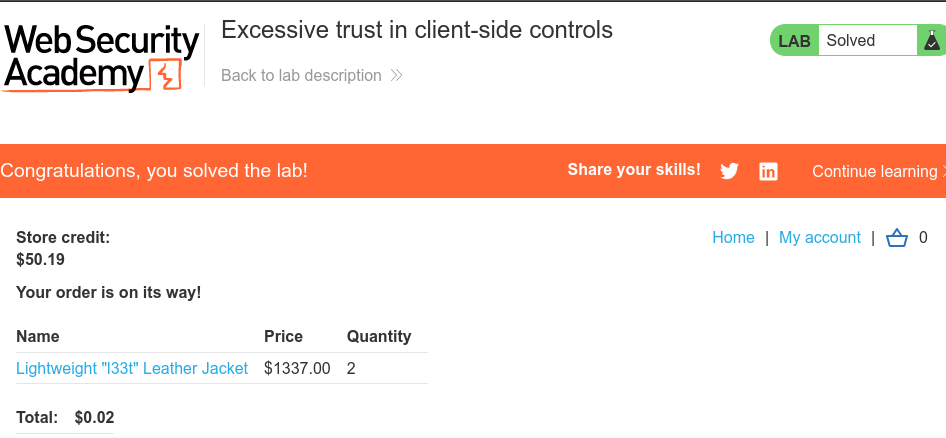 Web Security
Academy
Excessive trust in client-side controls
Back to lab description
LAB Solved
Congratulations, you solved the lab!
Share your skills!
Continue learning
Store credit:
$50.19
Home | My account | 0
Your order is on its way!
Name Price Quantity
Lightweight "l33t" Leather Jacket $1337.00 2
Total: $0.02